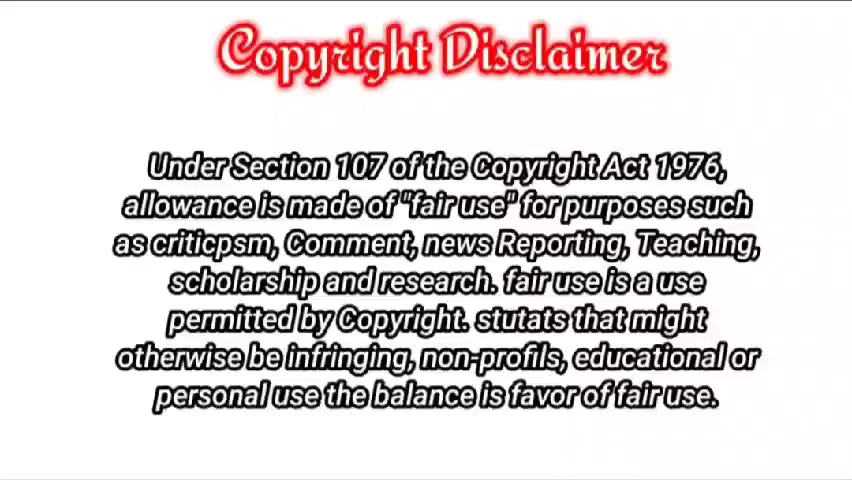 Copyright Disclaimer
Under Section 107 of the Copyright Act 1976,
allowance is made of "fair use" for purposes such
as criticpsm, Comment, news Reporting, Teaching,
scholarship and research. fair use is a use
permitted by Copyright. stutats that might
otherwise be infringing, non-profils, educational or
personal use the balance is favor of fair use.